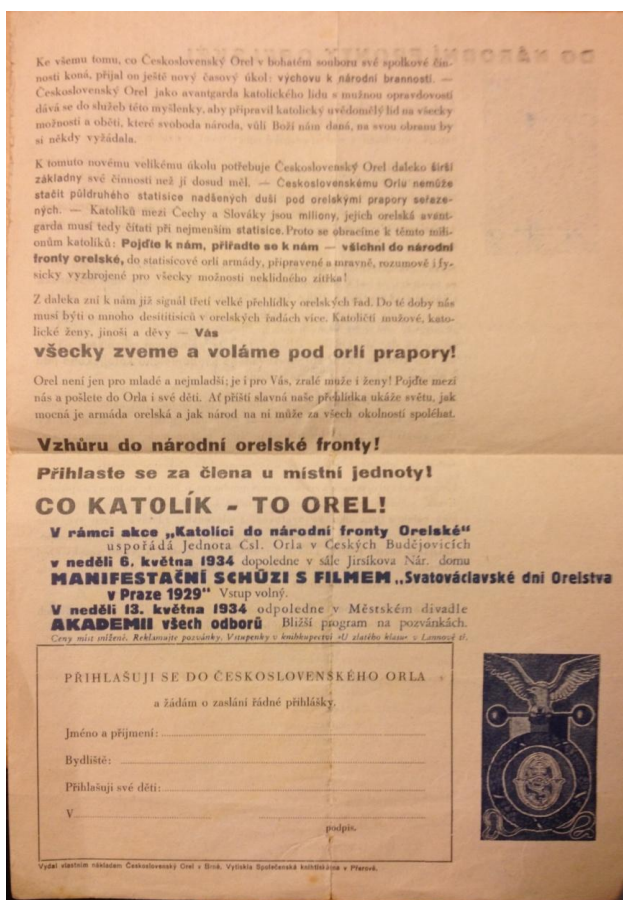 Ke všemu tomu, co Československý Orel v bohatém souboru své spolkové čin-
nosti koná, přijal on ještě nový časový úkol: výchovu k národní brannosti. —
Československý Orel jako avantgarda katolického lidu s mužnou opravdovostí
dává se do služeb této myšlenky, aby připravil katolický uvědomělý lid na všecky
možnosti a oběti, které svoboda národa, vůlí Boží nám daná, na svou obranu by
si někdy vyžádala.
K tomuto novému velikému úkolu potřebuje Československý Orel daleko širší
základny své činnosti než jí dosud měl. — Československému Orlu nemůže
stačit půldruhého statisíce nadšených duší pod orelskými prapory seřaze-
ných. — Katolíků mezi Čechy a Slováky jsou miliony, jejich orelská avant-
garda musí tedy čítati při nejmenším statisíce. Proto se obracíme k těmto mili-
onům katolíků: Pojďte k nám, přiřaďte se k nám — všichni do národní
fronty orelské, do statisícové orlí armády, připravené a mravně, rozumově i fy-
sicky vyzbrojené pro všecky možnosti neklidného zítřka!
Z daleka zní k nám již signál třetí velké přehlídky orelských řad. Do té doby nás
musí býti o mnoho desititisíců v orelských řadách více. Katoličtí mužové, kato-
lické ženy, jinoši a děvy — Vás
všecky zveme a voláme pod orlí prapory!
Orel není jen pro mladé a nejmladší; je i pro Vás, zralé muže i ženy! Pojďte mezi
nás a pošlete do Orla i své děti. Ať příští slavná naše přehlídka ukáže světu, jak
mocná je armáda orelská a jak národ na ni může za všech okolností spoléhat.
Vzhůru do národní orelské fronty!
Přihlaste se za člena u místní jednoty!
CO KATOLÍK - TO OREL!
V rámci akce „Katolíci do národní fronty Orelské“
uspořádá Jednota Čsl. Orla v Českých Budějovicích
v neděli 6. května 1934 dopoledne v sále Jirsíkova Nár. domu
MANIFESTAČNÍ SCHŮZI S FILMEM „Svatováclavské dni Orelstva
v Praze 1929“ Vstup volný.
V neděli 13. května 1934 odpoledne v Městském divadle
AKADEMII všech odborů Bližší program na pozvánkách.
Ceny míst snížení. Reklamujte pozvánky. Vstupenky v knihkupectví »U zlatého klasu« v Lannově tř.
PŘIHLAŠUJI SE DO ČESKOSLOVENSKÉHO ORLA
a žádám o zaslání řádné přihlášky.
Jméno a přijmení:
Bydliště:
Přihlašuji své děti:
V
podpis.
Vydal vlastním nákladem Československý Orel v Brně. Vytiskla Společenská knihtiskárna v Přerově.